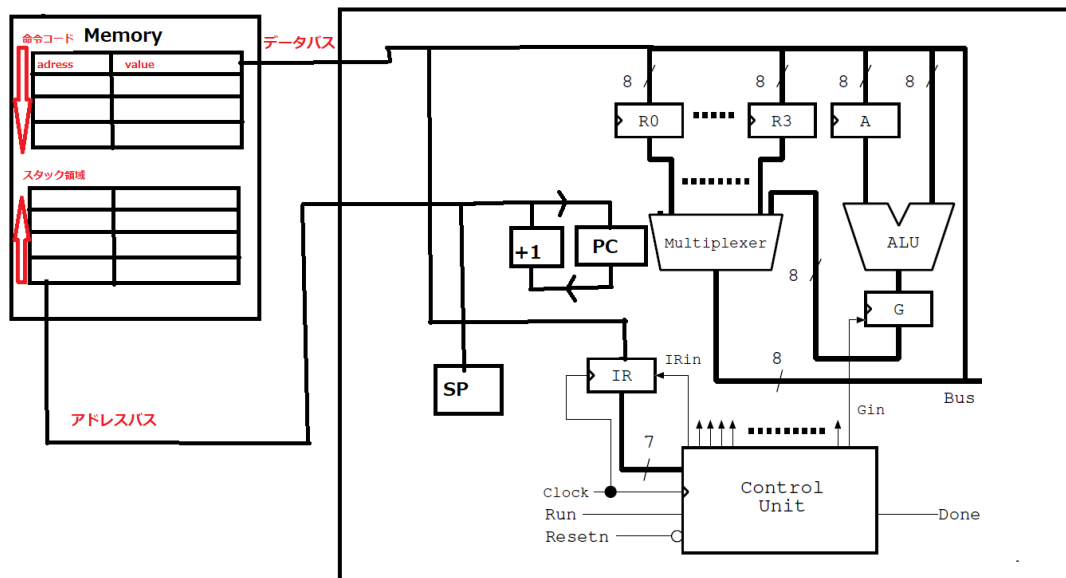 命令コード
Memory
データバス
adress
value
スタック領域
アドレスバス
8
8
8
8
R0
R3
A
+1
PC
Multiplexer
ALU
8
G
SP
IR
IRin
8
Bus
Gin
7
Clock
Run
Resetn
Control
Unit
Done